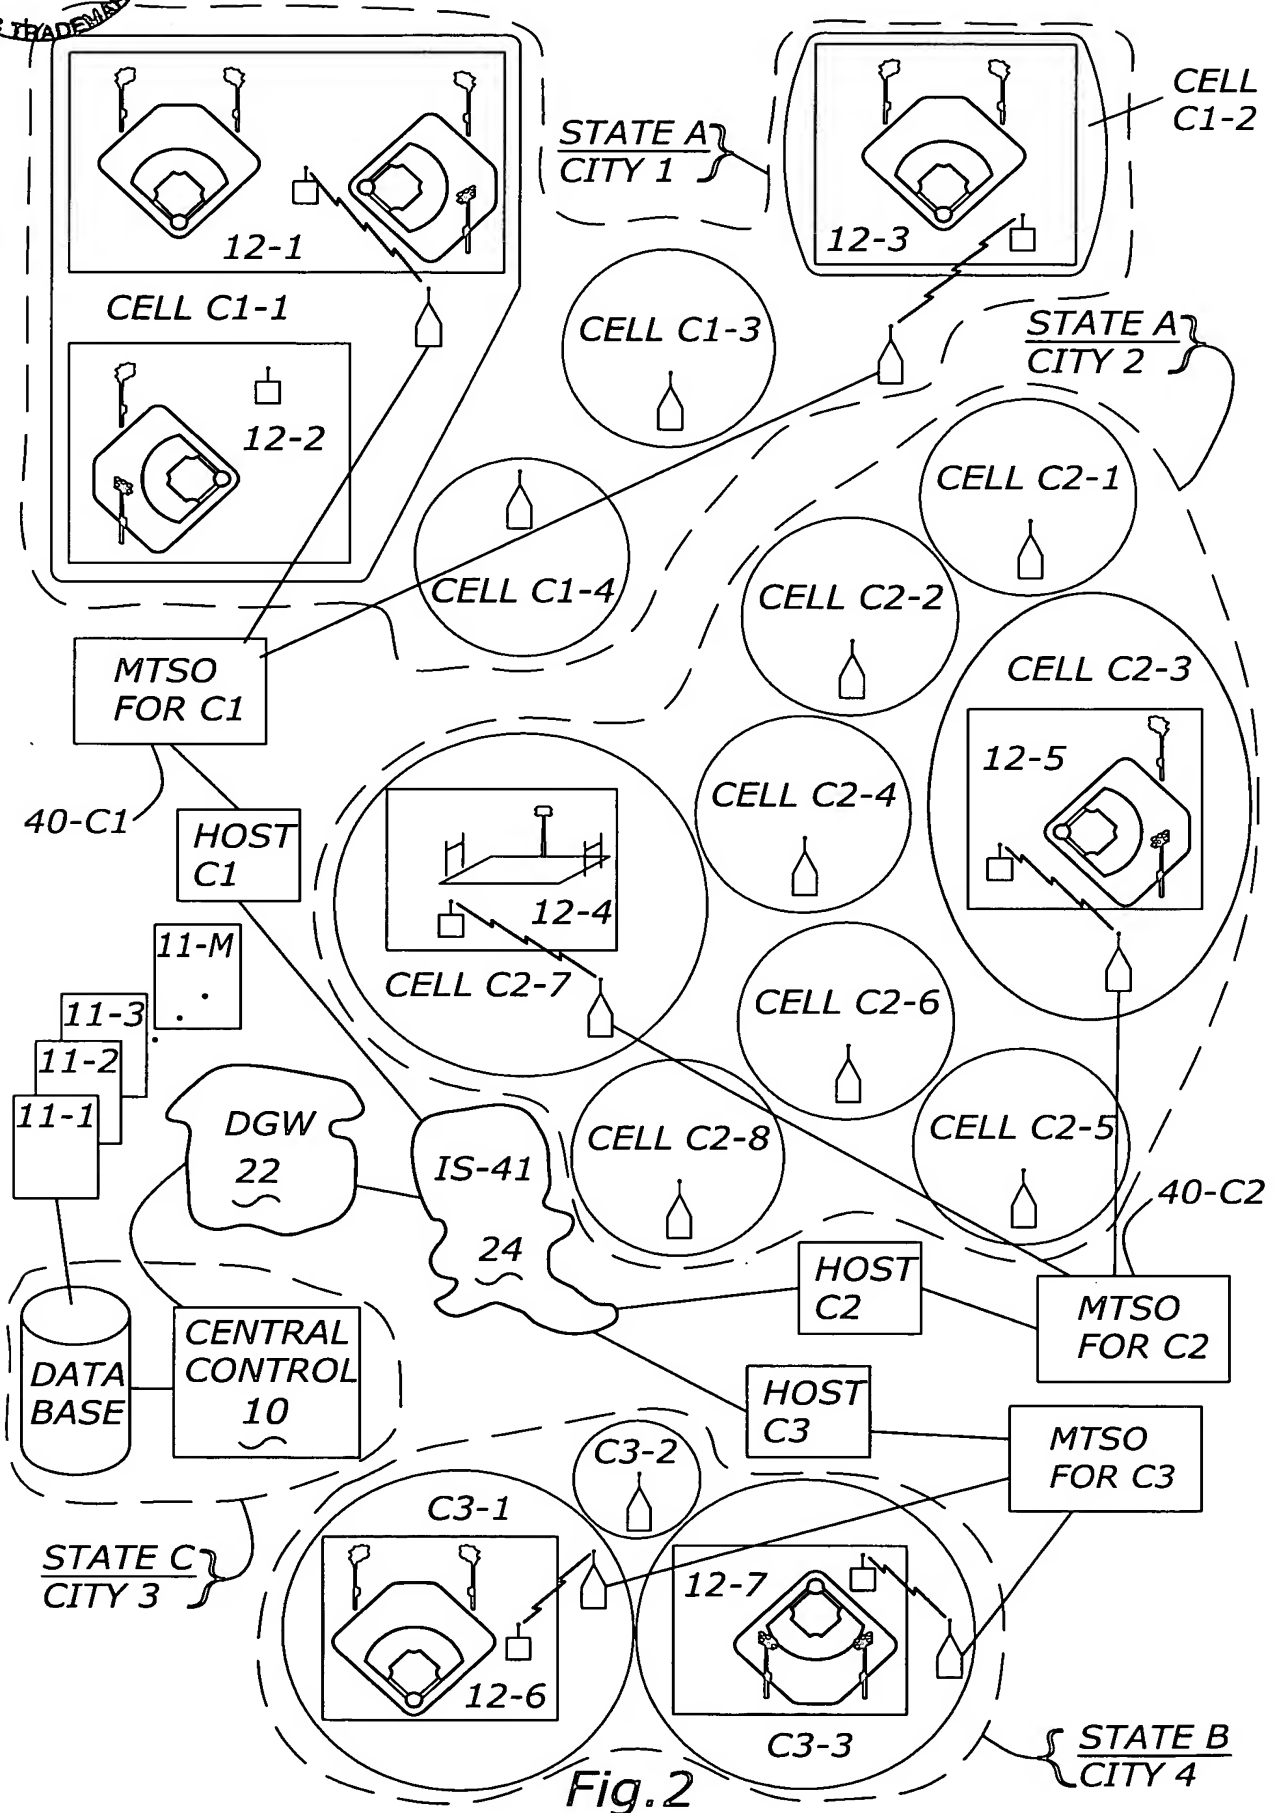 TRADEMAR
CELL
C1-2
STATE A
CITY 1
12-1
12-3
CELL C1-1
CELL C1-3
STATE A
CITY 2
12-2
CELL C2-1
CELL C1-4
CELL C2-2
MTSO
FOR C1
CELL C2-3
12-5
40-C1
CELL C2-4
HOST
C1
12-4
11-M
CELL C2-7
CELL C2-6
11-3
11-2
11-1
DGW
22
IS-41
24
CELL C2-8
CELL C2-5
40-C2
HOST
C2
MTSO
FOR C2
CENTRAL
CONTROL
10
DATA
BASE
HOST
C3
MTSO
FOR C3
C3-2
C3-1
STATE C
CITY 3
12-7
12-6
C3-3
STATE B
CITY 4
Fig.2